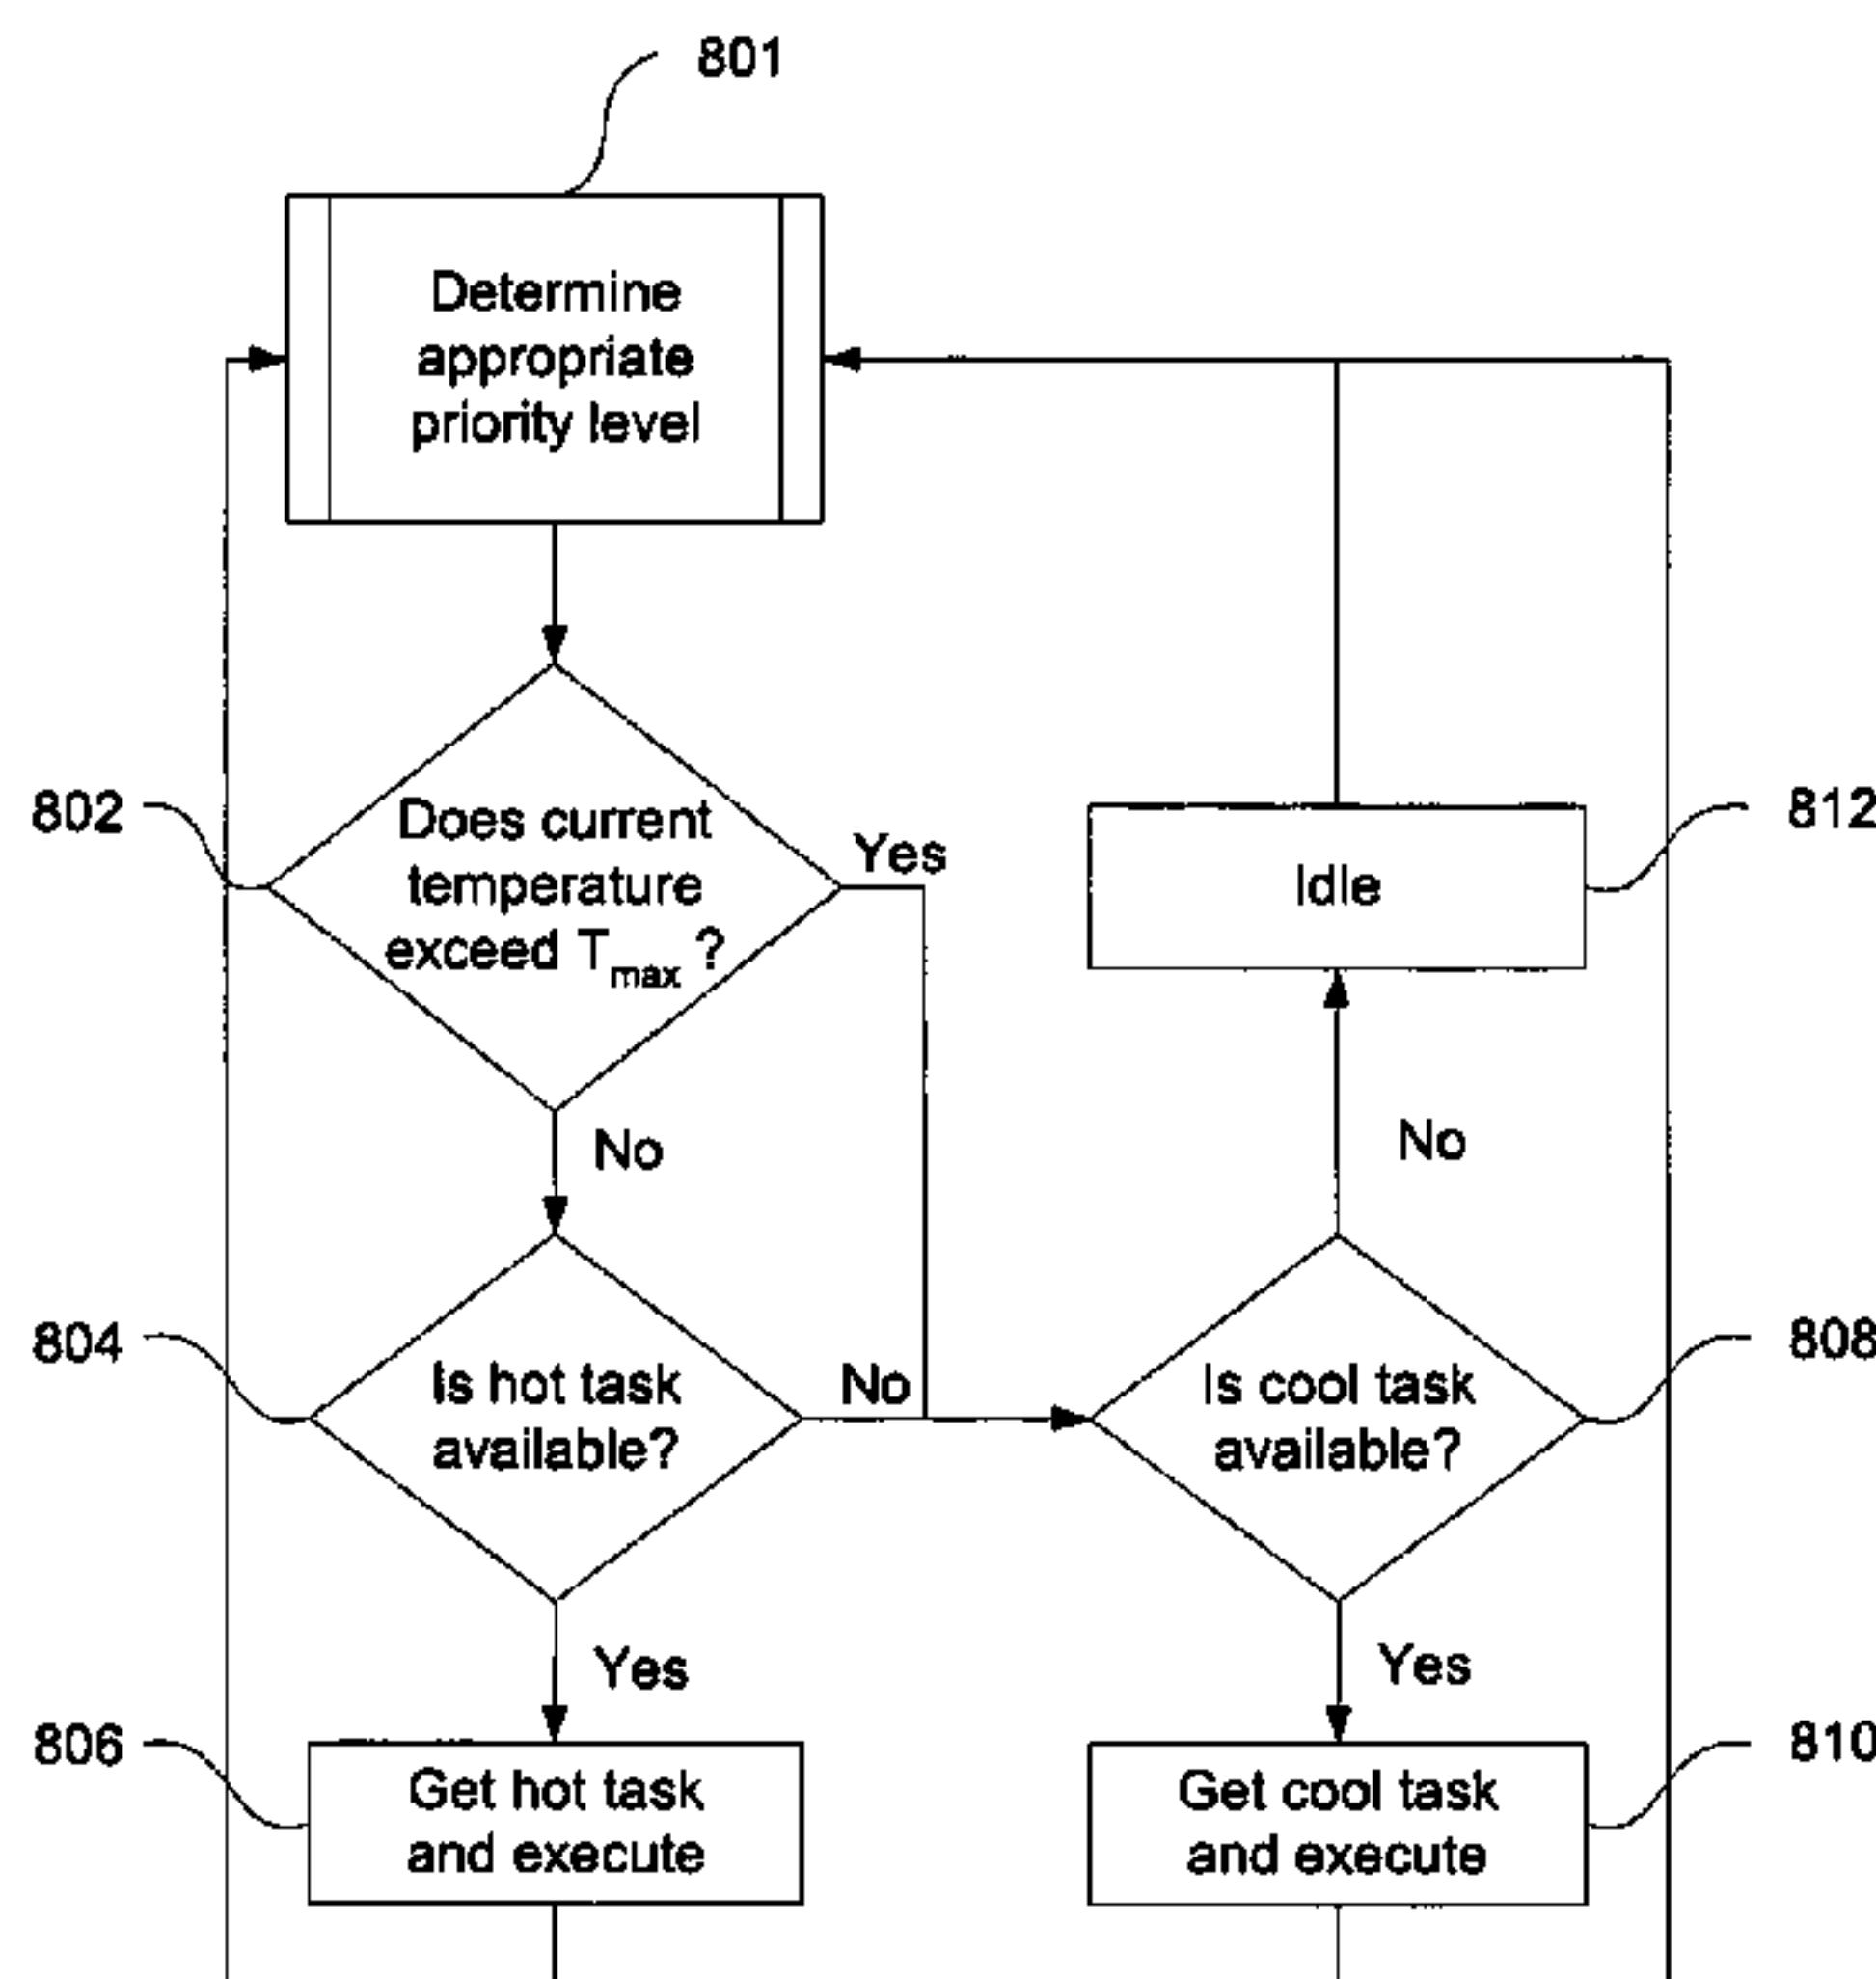 801
Determine
appropriate
priority level
802
Does current
temperature
exceed Tmax ?
Yes
Idle
812
No
No
804
Is hot task
available?
No
Is cool task
available?
808
Yes
Yes
806
Get hot task
and execute
Get cool task
and execute
810